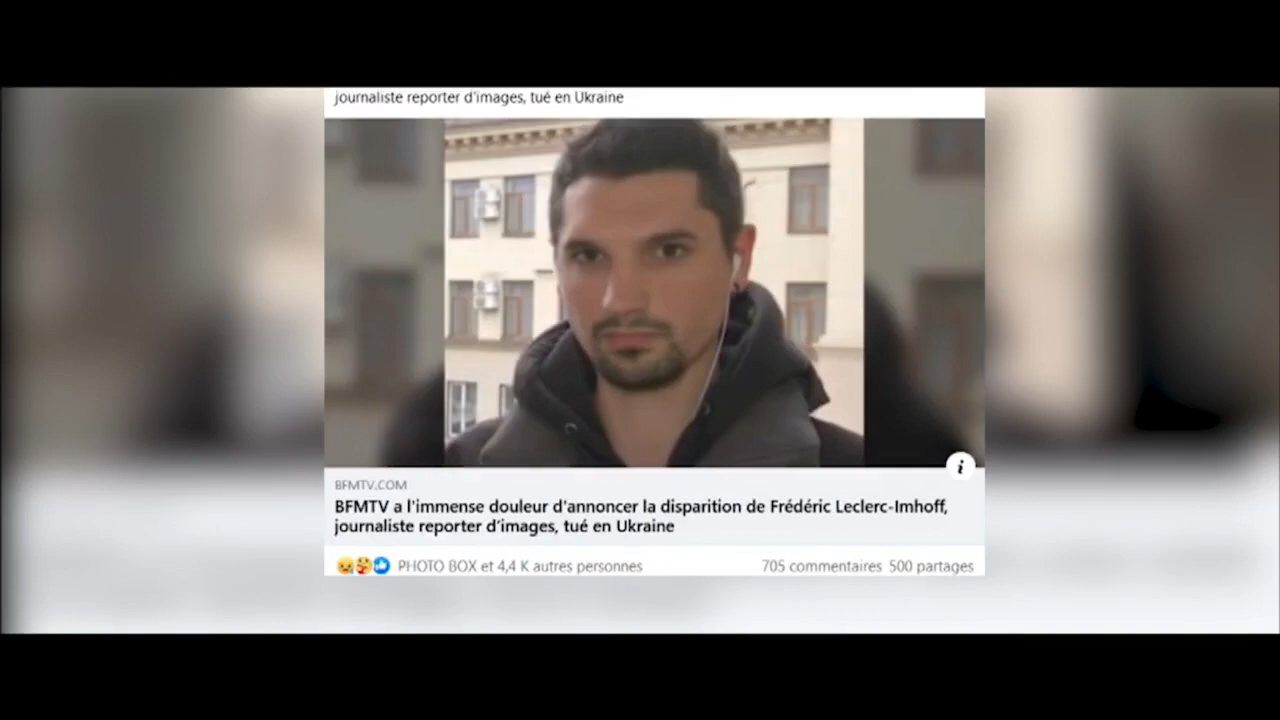 journaliste reporter d'images, tué en Ukraine
i
BFMTV.COM
BFMTV a l'immense douleur d'annoncer la disparition de Frédéric Leclerc-Imhoff,
journaliste reporter d'images, tué en Ukraine
PHOTO BOX et 4,4 K autres personnes 705 commentaires 500 partages